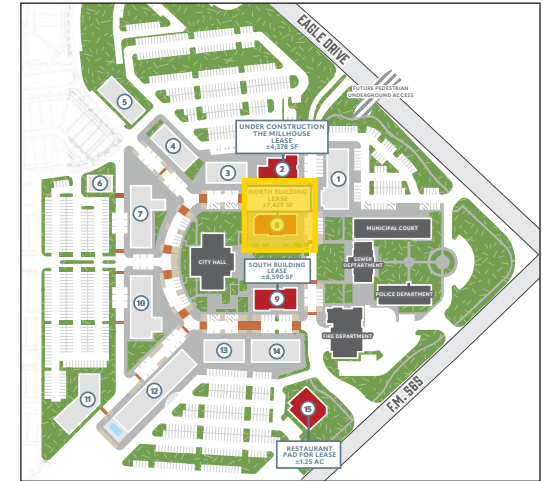 EAGLE DRIVE
FUTURE PEDESTRIAN
UNDERGROUND ACCESS
5
UNDER CONSTRUCTION
THE MILLHOUSE
LEASE
±4,378 SF
4
3
2
1
6
NORTH BUILDING
LEASE
±7,429 SF
7
8
MUNICIPAL COURT
CITY HALL
SEWER
DEPARTMENT
SOUTH BUILDING
LEASE
±8,590 SF
POLICE DEPARTMENT
9
10
FIRE DEPARTMENT
13
14
12
11
15
F.M. 565
RESTAURANT
PAD FOR LEASE
±1.25 AC